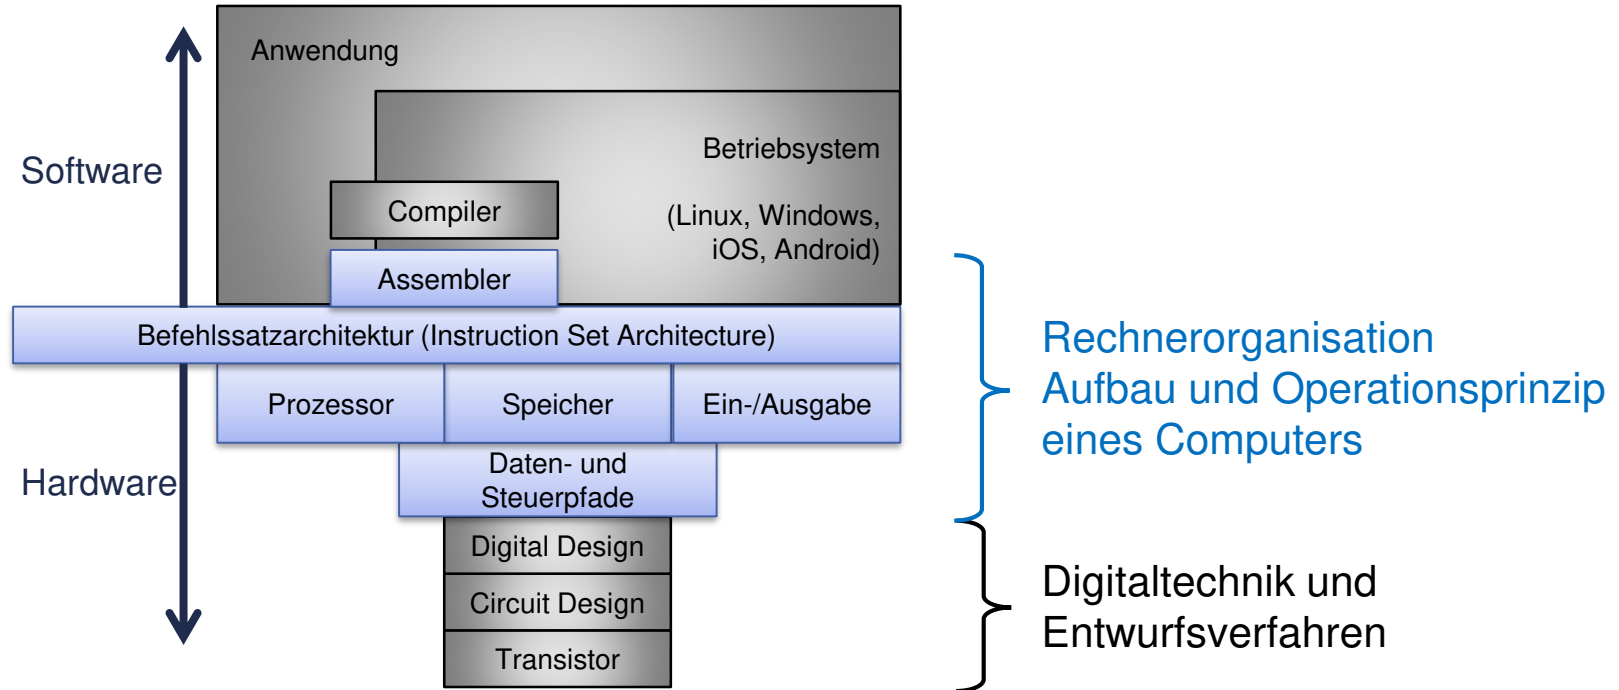 Anwendung
Betriebsystem
(Linux, Windows,
iOS, Android)
Software
Compiler
Assembler
Befehlssatzarchitektur (Instruction Set Architecture)
Prozessor
Speicher
Ein-/Ausgabe
Hardware
Daten- und
Steuerpfade
Digital Design
Circuit Design
Transistor
Rechnerorganisation
Aufbau und Operationsprinzip
eines Computers
Digitaltechnik und
Entwurfsverfahren